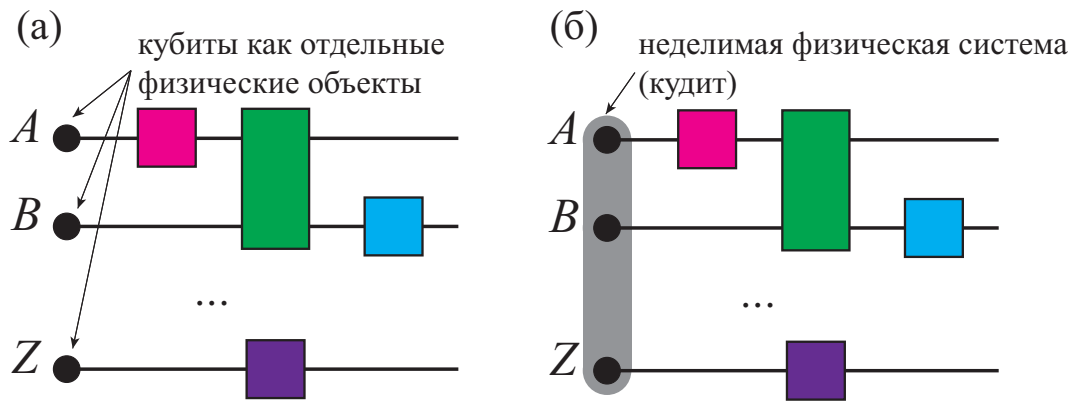 (а)
кубиты как отдельные
физические объекты
A
B
...
Z
(б)
неделимая физическая система
(кудит)
A
B
...
Z